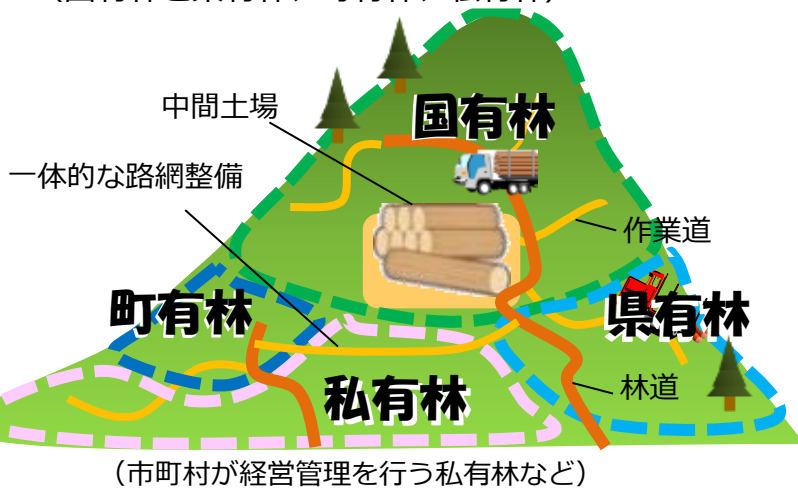 中間土場
国有林
一体的な路網整備
作業道
町有林
県有林
私有林
林道
（市町村が経営管理を行う私有林など）